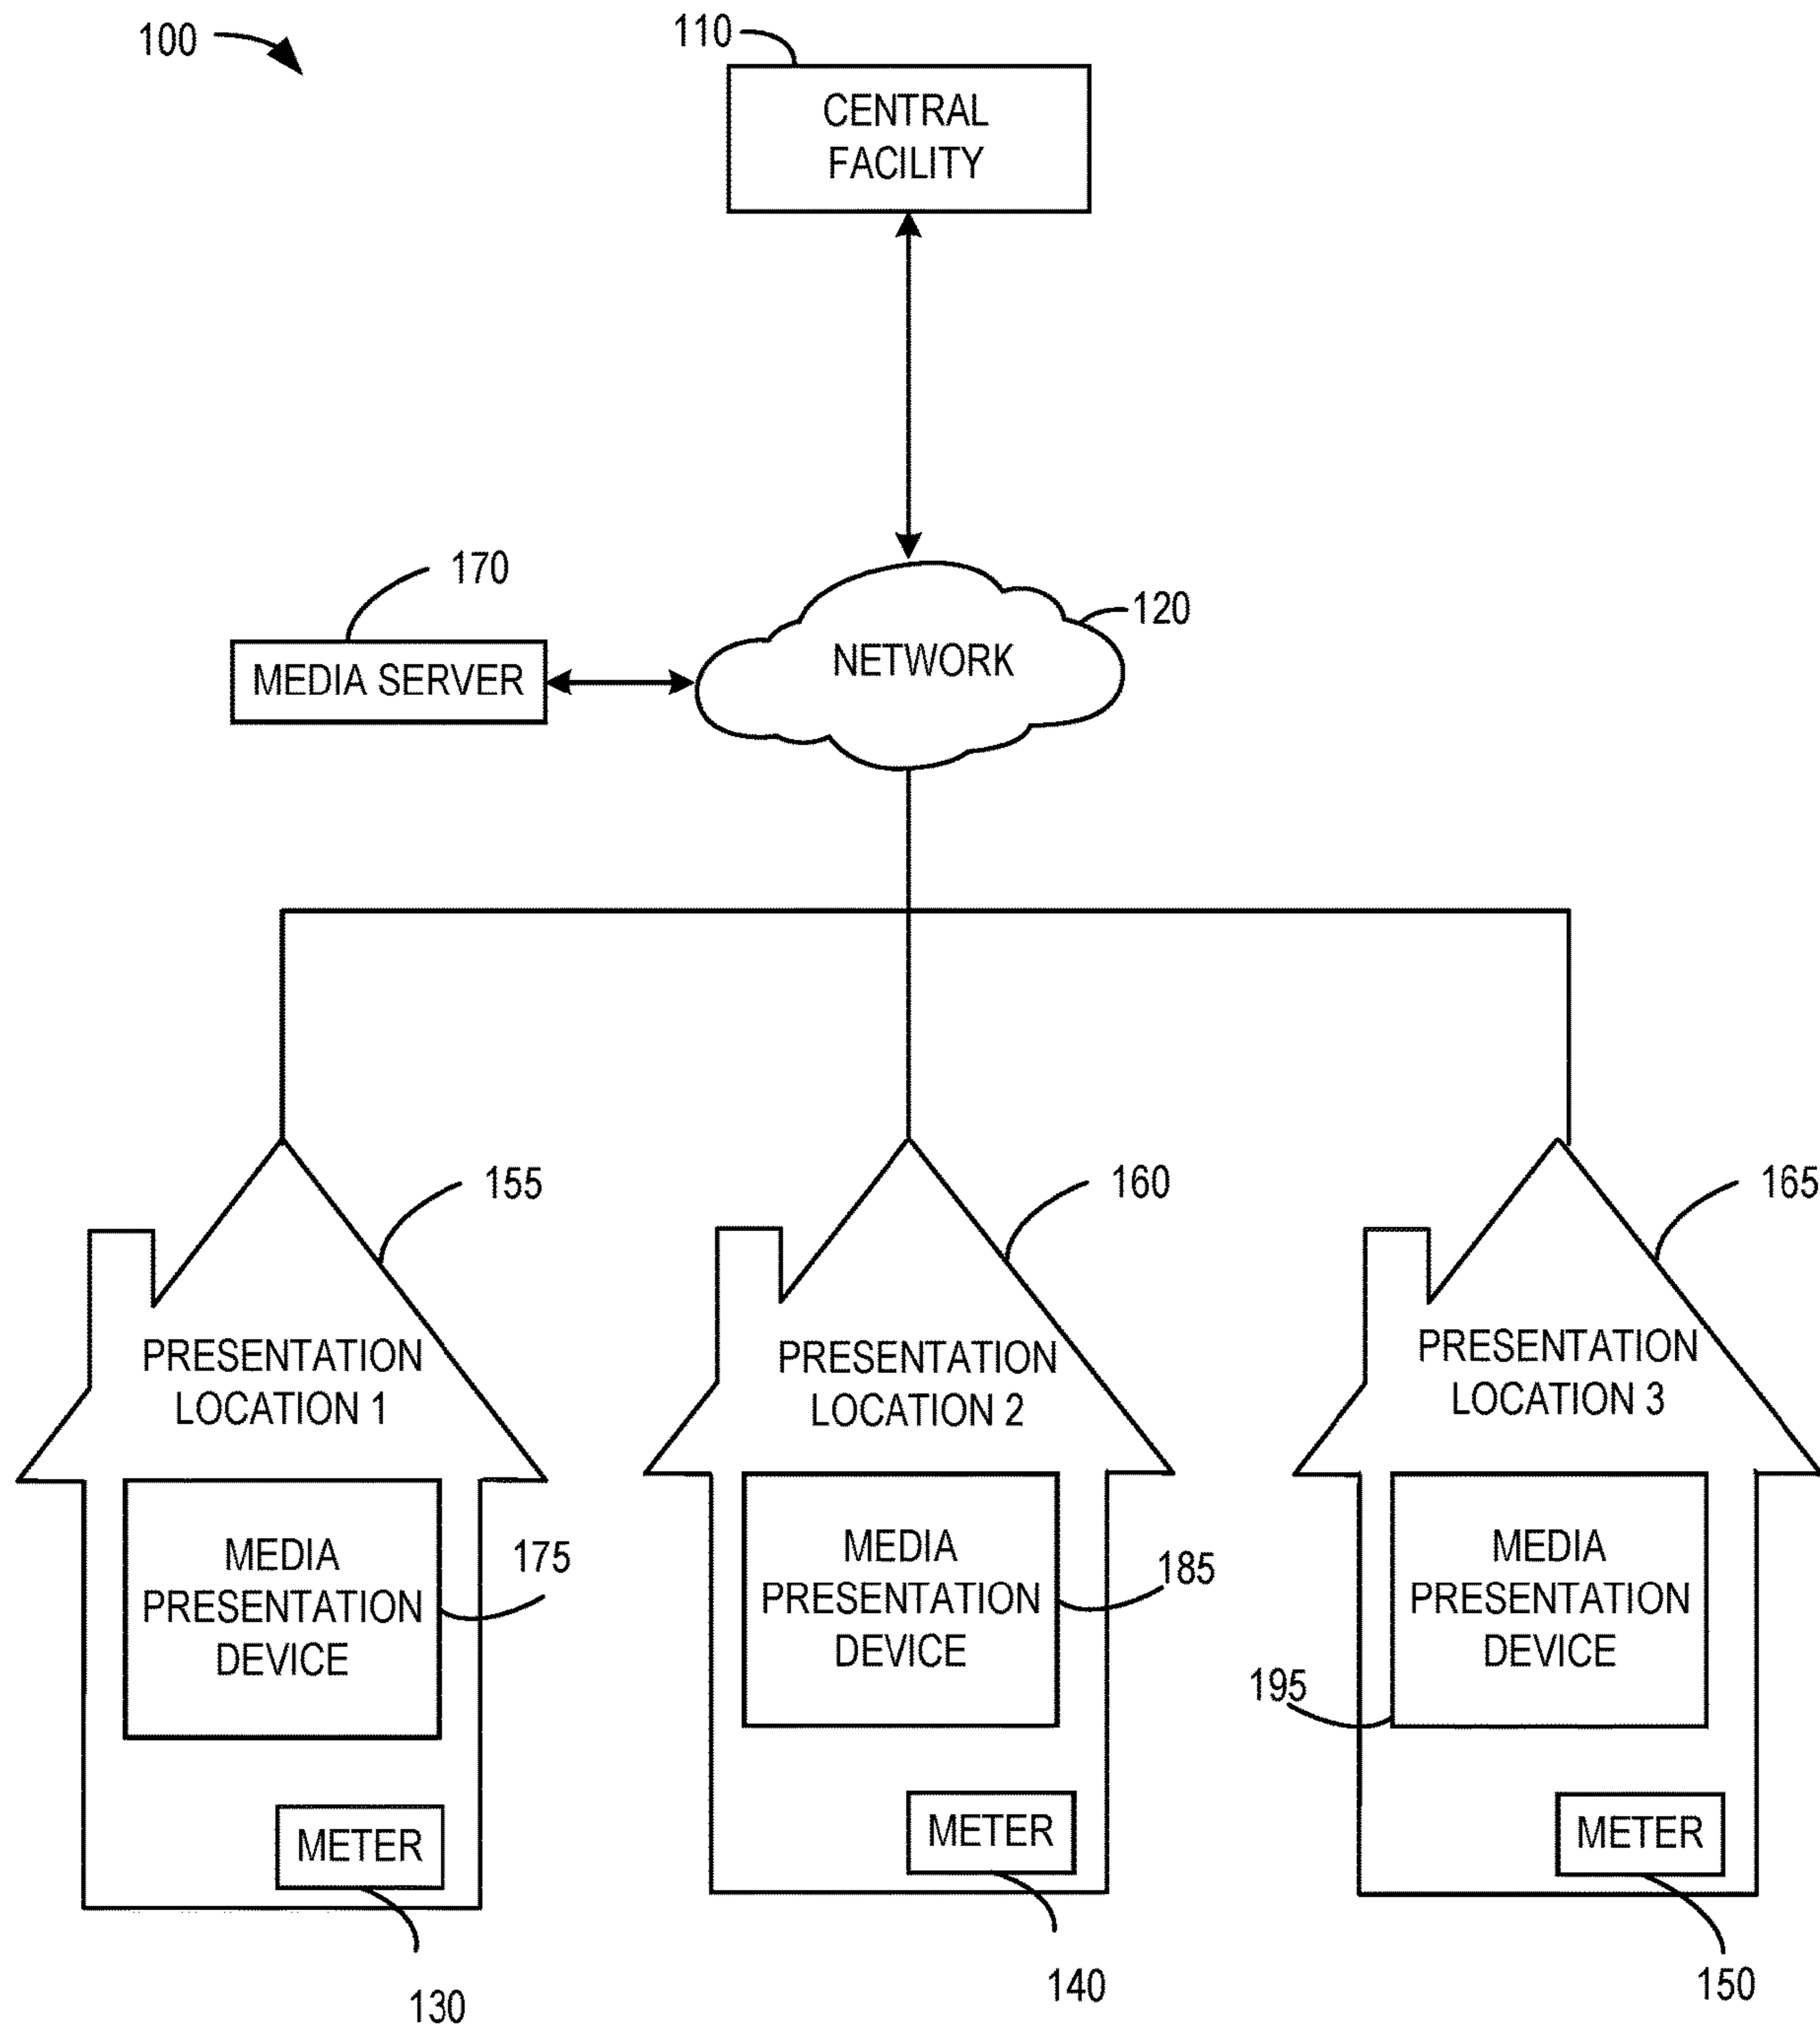 100
110
CENTRAL
FACILITY
170
120
MEDIA SERVER
NETWORK
155
160
165
PRESENTATION
LOCATION 1
PRESENTATION
LOCATION 2
PRESENTATION
LOCATION 3
MEDIA
PRESENTATION
DEVICE
175
MEDIA
PRESENTATION
DEVICE
185
MEDIA
PRESENTATION
DEVICE
195
METER
METER
METER
130
140
150